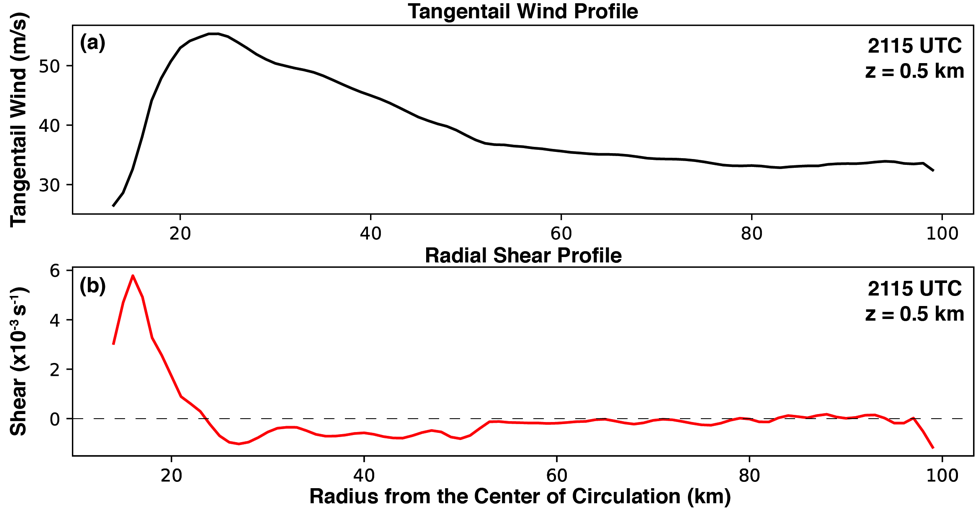 Tangentail Wind Profile
(a)
2115 UTC
z = 0.5 km
Tangentail Wind (m/s)
50
40
30
20 40 60 80 100
Radial Shear Profile
(b)
2115 UTC
z = 0.5 km
Shear (x10⁻³ s⁻¹)
6
4
2
0
20 40 60 80 100
Radius from the Center of Circulation (km)